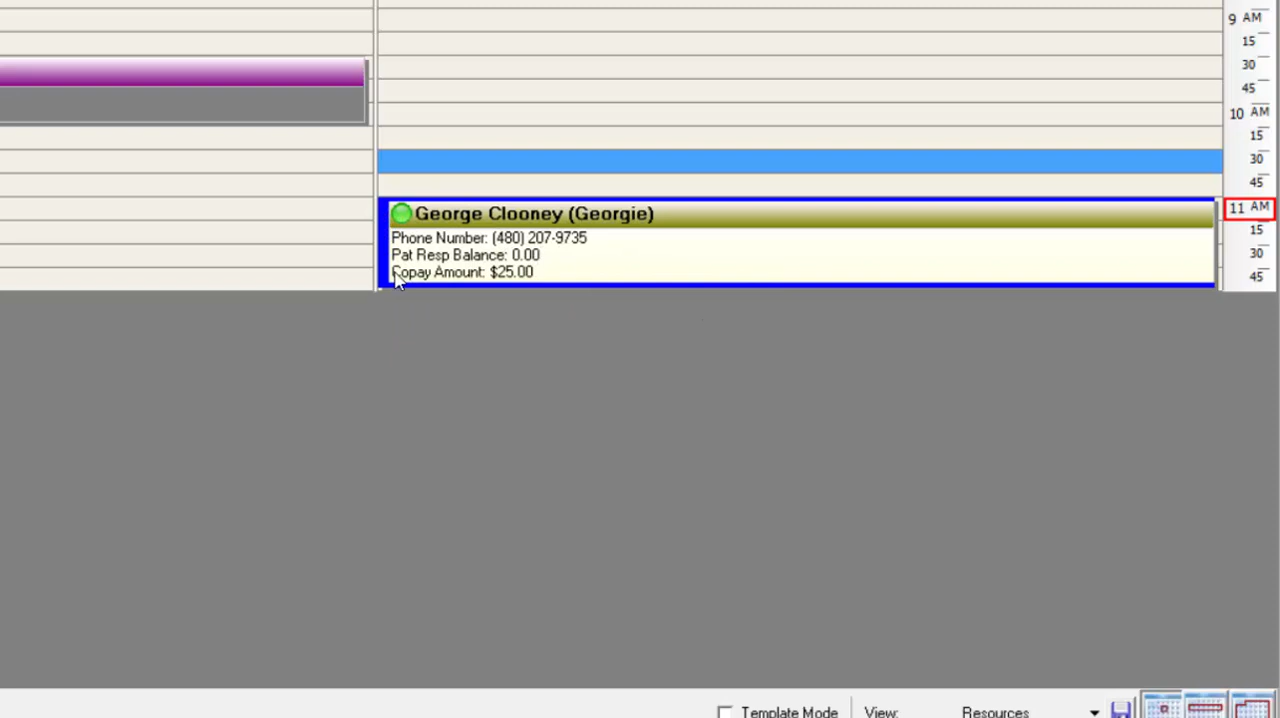 9 AM
15
30
45
10 AM
15
30
45
11 AM
15
30
45
George Clooney (Georgie)
Phone Number: (480) 207-9735
Pat Resp Balance: 0.00
Copay Amount: $25.00
Template Mode
View:
Resources